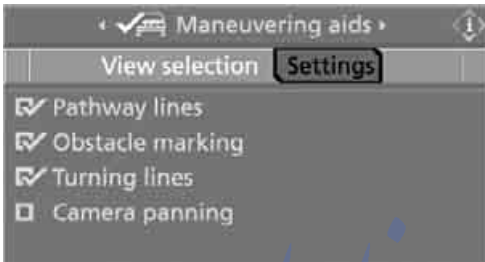 Maneuvering aids
View selection Settings
Pathway lines
Obstacle marking
Turning lines
Camera panning